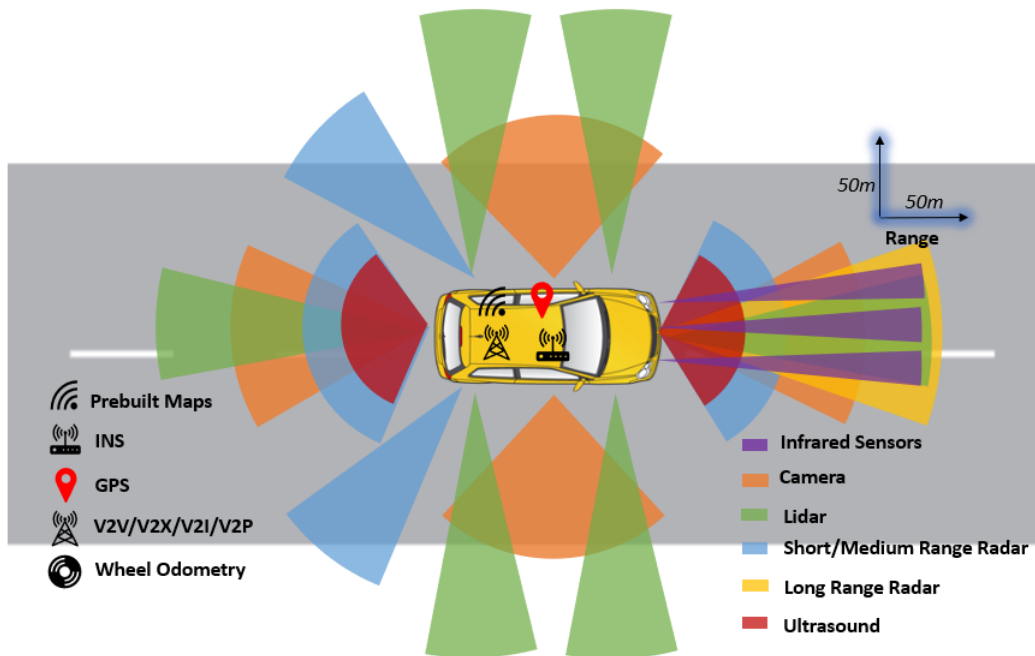 50m
50m
Range
Prebuilt Maps
INS
GPS
V2V/V2X/V2I/V2P
Wheel Odometry
Infrared Sensors
Camera
Lidar
Short/Medium Range Radar
Long Range Radar
Ultrasound